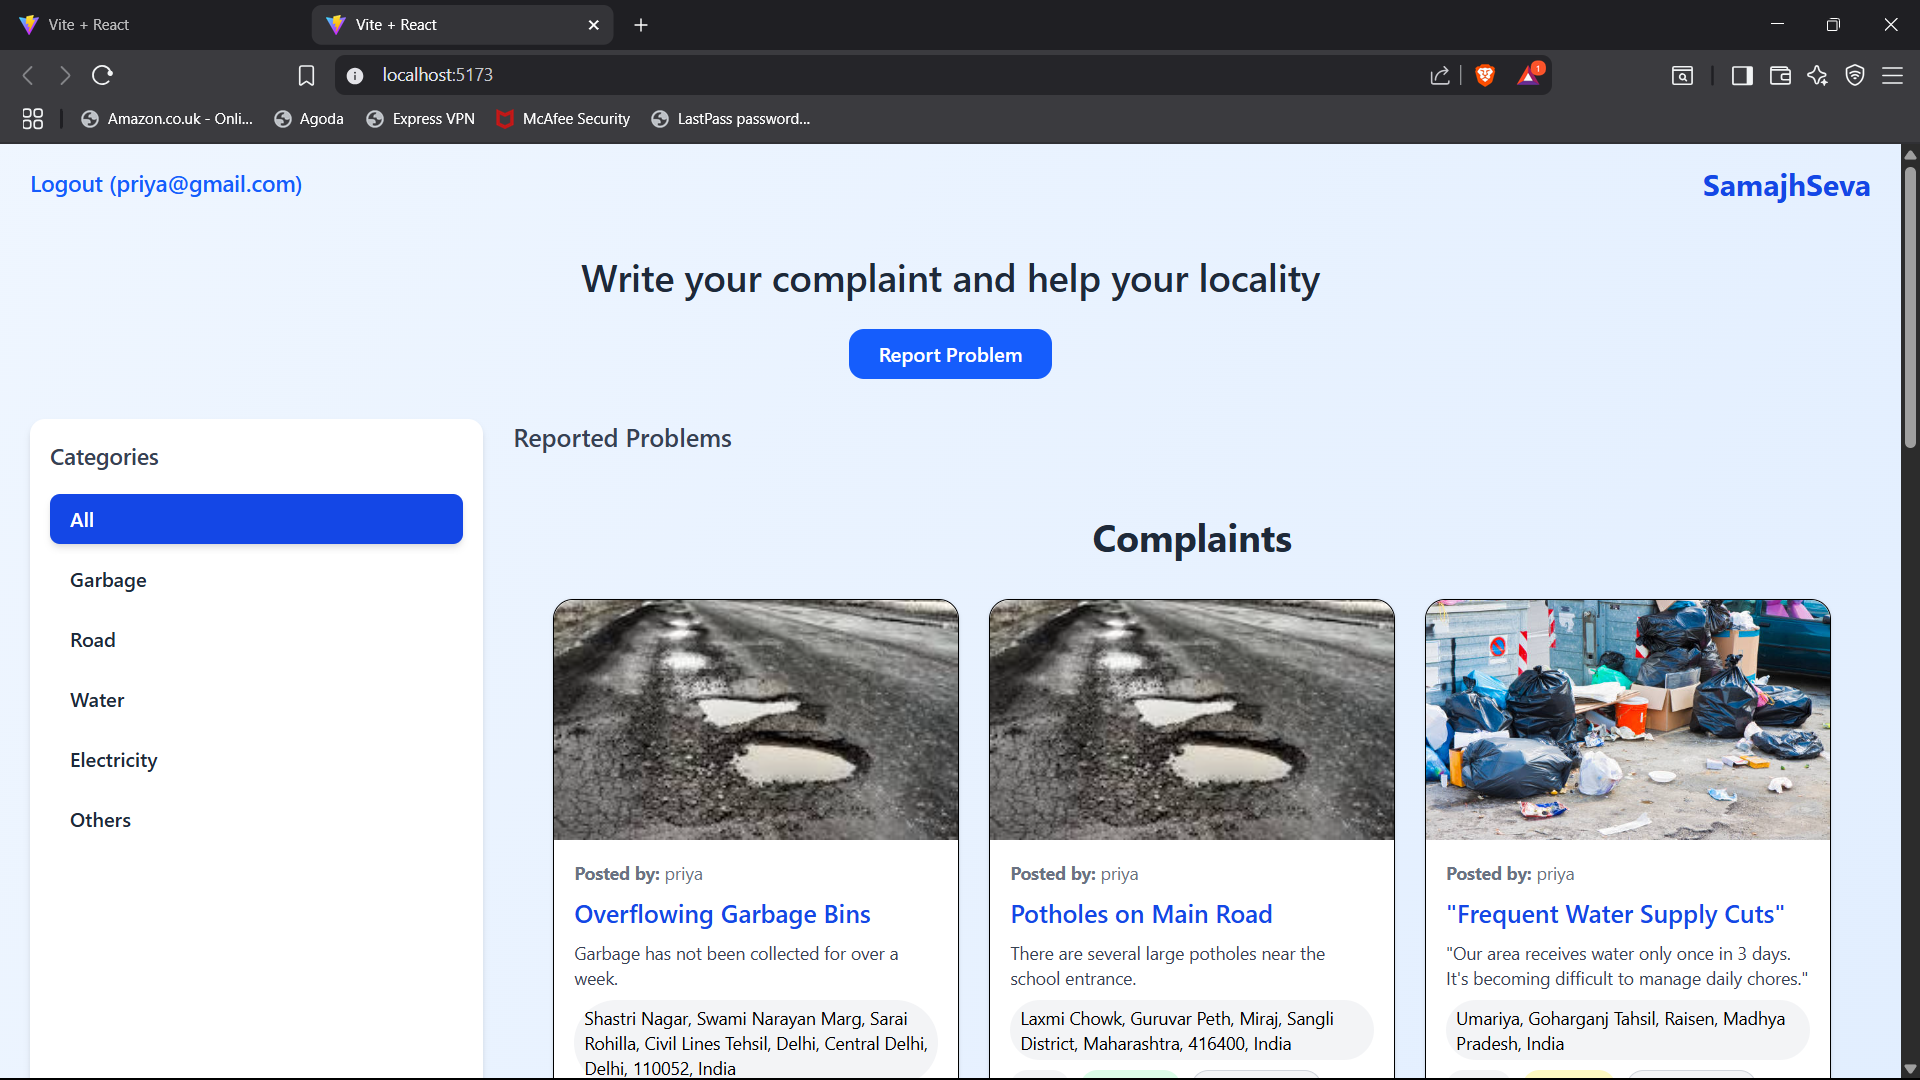 Vite + React
Vite + React
localhost:5173
1
Amazon.co.uk - Onli...
Agoda
Express VPN
McAfee Security
LastPass password...
Logout (priya@gmail.com)
SamajhSeva
Write your complaint and help your locality
Report Problem
Categories
All
Garbage
Road
Water
Electricity
Others
Reported Problems
Complaints
Posted by: priya
Overflowing Garbage Bins
Garbage has not been collected for over a
week.
Shastri Nagar, Swami Narayan Marg, Sarai
Rohilla, Civil Lines Tehsil, Delhi, Central Delhi,
Delhi, 110052, India
Posted by: priya
Potholes on Main Road
There are several large potholes near the
school entrance.
Laxmi Chowk, Guruvar Peth, Miraj, Sangli
District, Maharashtra, 416400, India
Posted by: priya
"Frequent Water Supply Cuts"
"Our area receives water only once in 3 days.
It's becoming difficult to manage daily chores."
Umariya, Goharganj Tahsil, Raisen, Madhya
Pradesh, India